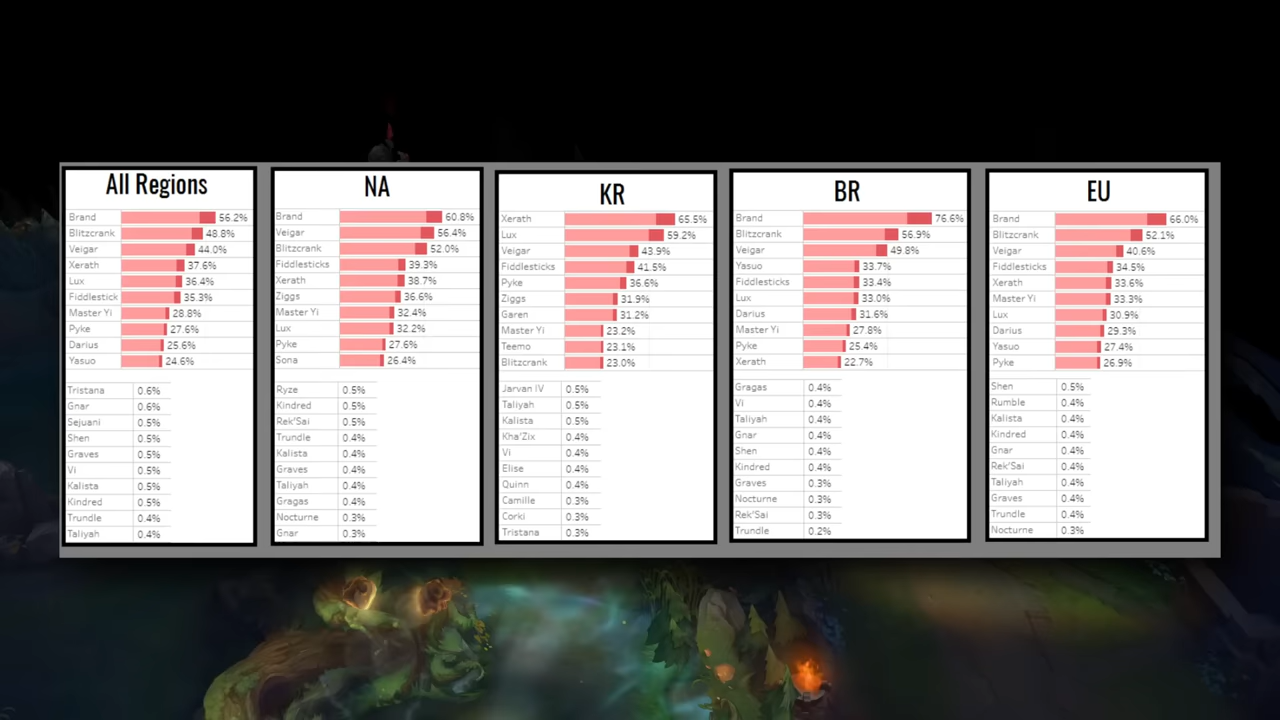 All Regions
Brand 56.2%
Blitzcrank 48.8%
Veigar 44.0%
Xerath 37.6%
Lux 36.4%
Fiddlestick 35.3%
Master Yi 28.8%
Pyke 27.6%
Darius 25.6%
Yasuo 24.6%
Tristana 0.6%
Gnar 0.6%
Sejuani 0.5%
Shen 0.5%
Graves 0.5%
Vi 0.5%
Kalista 0.5%
Kindred 0.5%
Trundle 0.4%
Taliyah 0.4%
NA
Brand 60.8%
Veigar 56.4%
Blitzcrank 52.0%
Fiddlesticks 39.3%
Xerath 38.7%
Ziggs 36.6%
Master Yi 32.4%
Lux 32.2%
Pyke 27.6%
Sona 26.4%
Ryze 0.5%
Kindred 0.5%
Rek'Sai 0.5%
Trundle 0.4%
Kalista 0.4%
Graves 0.4%
Taliyah 0.4%
Gragas 0.4%
Nocturne 0.3%
Gnar 0.3%
KR
Xerath 65.5%
Lux 59.2%
Veigar 43.9%
Fiddlesticks 41.5%
Pyke 36.6%
Ziggs 31.9%
Garen 31.2%
Master Yi 23.2%
Teemo 23.1%
Blitzcrank 23.0%
Jarvan IV 0.5%
Taliyah 0.5%
Kalista 0.5%
Kha'Zix 0.4%
Vi 0.4%
Elise 0.4%
Quinn 0.4%
Camille 0.3%
Corki 0.3%
Tristana 0.3%
BR
Brand 76.6%
Blitzcrank 56.9%
Veigar 49.8%
Yasuo 33.7%
Fiddlesticks 33.4%
Lux 33.0%
Darius 31.6%
Master Yi 27.8%
Pyke 25.4%
Xerath 22.7%
Gragas 0.4%
Vi 0.4%
Taliyah 0.4%
Gnar 0.4%
Shen 0.4%
Kindred 0.4%
Graves 0.3%
Nocturne 0.3%
Rek'Sai 0.3%
Trundle 0.2%
EU
Brand 66.0%
Blitzcrank 52.1%
Veigar 40.6%
Fiddlesticks 34.5%
Xerath 33.6%
Master Yi 33.3%
Lux 30.9%
Darius 29.3%
Yasuo 27.4%
Pyke 26.9%
Shen 0.5%
Rumble 0.4%
Kalista 0.4%
Kindred 0.4%
Gnar 0.4%
Rek'Sai 0.4%
Taliyah 0.4%
Graves 0.4%
Trundle 0.4%
Nocturne 0.3%